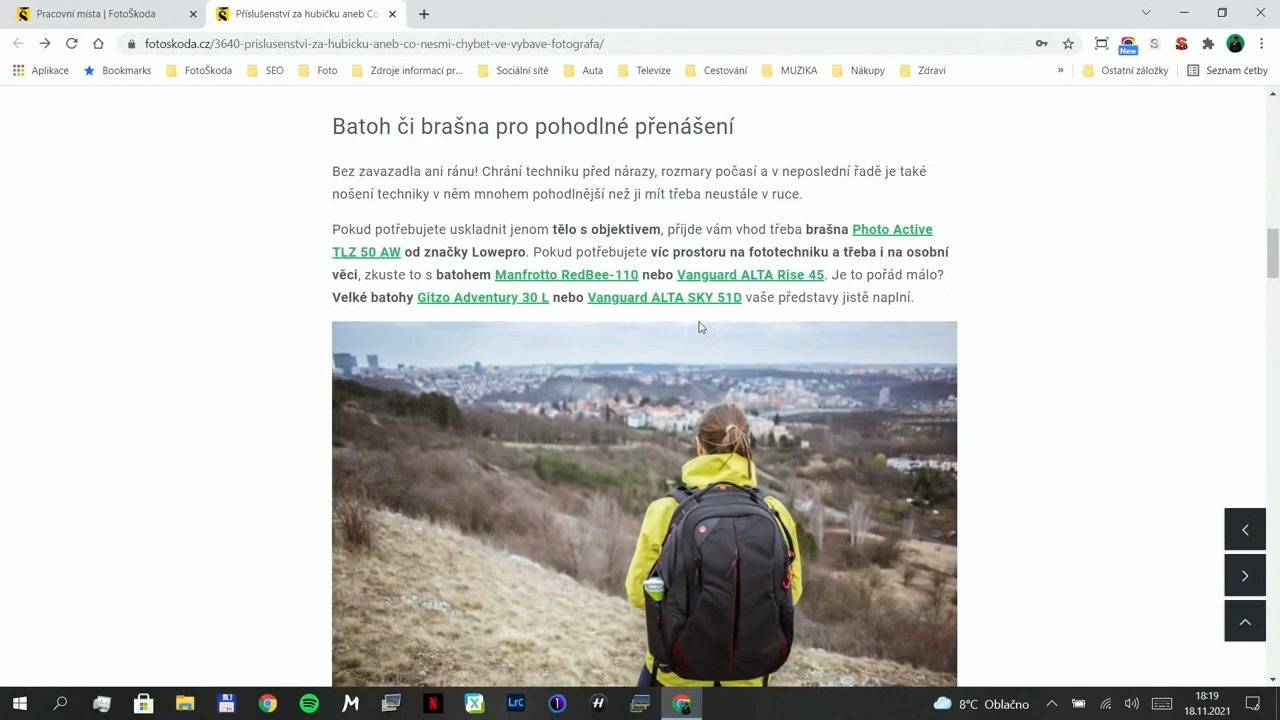 Pracovní místa | FotoŠkoda
Příslušenství za hubičku aneb Co
fotoskoda.cz/3640-prislusenstvi-za-hubicku-aneb-co-nesmi-chybet-ve-vybave-fotografa/
New
Aplikace
Bookmarks
FotoŠkoda
SEO
Foto
Zdroje informací pr...
Sociální sítě
Auta
Televize
Cestování
MUZIKA
Nákupy
Zdraví
»
Ostatní záložky
Seznam četby
Batoh či brašna pro pohodlné přenášení
Bez zavazadla ani ránu! Chrání techniku před nárazy, rozmary počasí a v neposlední řadě je také
nošení techniky v něm mnohem pohodlnější než ji mít třeba neustále v ruce.
Pokud potřebujete uskladnit jenom tělo s objektivem, přijde vám vhod třeba brašna Photo Active
TLZ 50 AW od značky Lowepro. Pokud potřebujete víc prostoru na fototechniku a třeba i na osobní
věci, zkuste to s batohem Manfrotto RedBee-110 nebo Vanguard ALTA Rise 45. Je to pořád málo?
Velké batohy Gitzo Adventury 30 L nebo Vanguard ALTA SKY 51D vaše představy jistě naplní.
Lrc
8°C Oblačno
18:19
18.11.2021